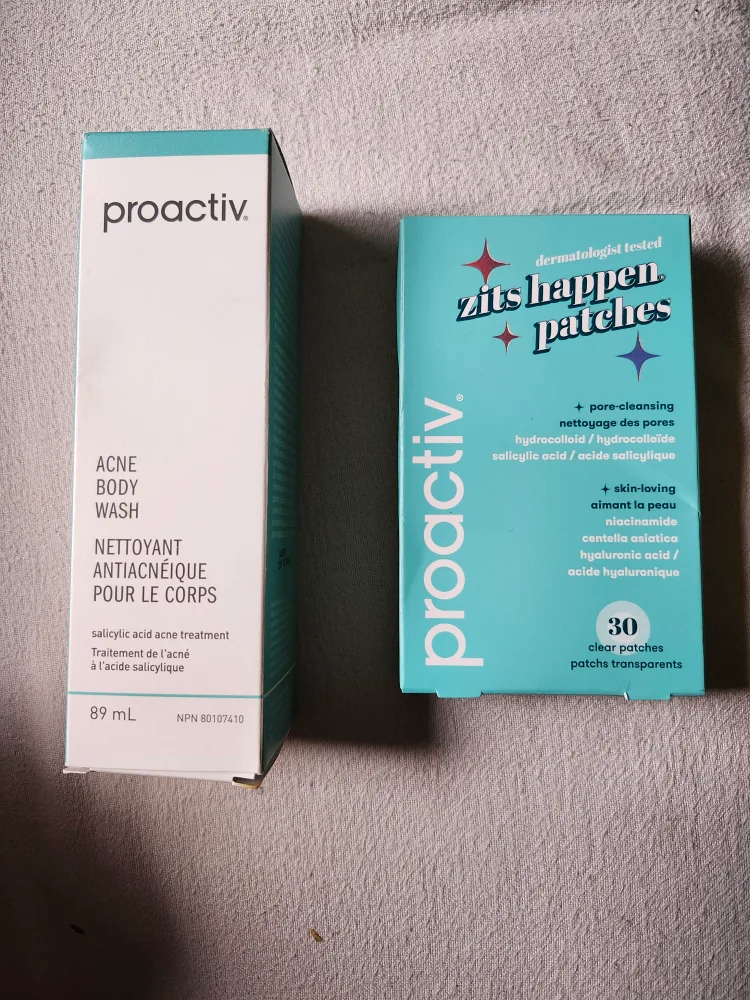 proactiv®
ACNE
BODY
WASH
NETTOYANT
ANTIACNÉIQUE
POUR LE CORPS
salicylic acid acne treatment
Traitement de l'acné
à l'acide salicylique
89 mL NPN 80107410
dermatologist tested
zits happen®
patches
proactiv®
pore-cleansing
nettoyage des pores
hydrocolloid / hydrocolloïde
salicylic acid / acide salicylique
skin-loving
aimant la peau
niacinamide
centella asiatica
hyaluronic acid /
acide hyaluronique
30
clear patches
patchs transparents